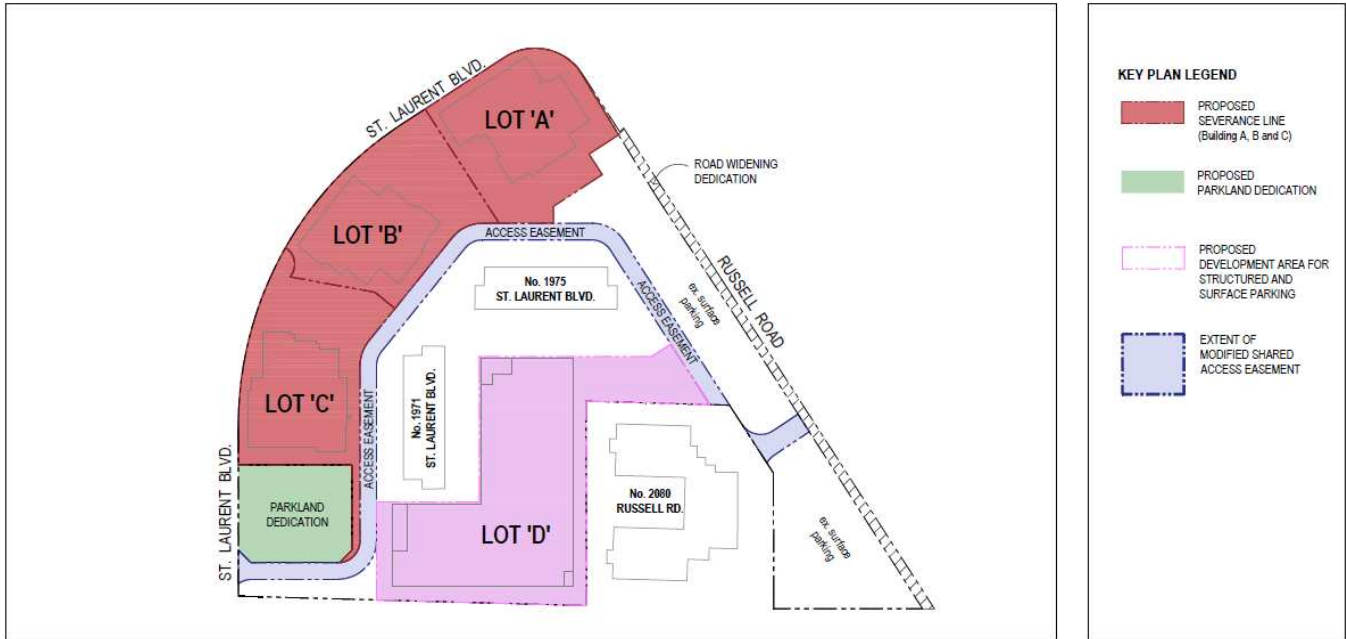 ST. LAURENT BLVD.
LOT 'A'
ROAD WIDENING
DEDICATION
LOT 'B'
ACCESS EASEMENT
No. 1975
ST. LAURENT BLVD.
ACCESS EASEMENT
ex. surface
parking
RUSSELL ROAD
LOT 'C'
ACCESS EASEMENT
No. 1971
ST. LAURENT BLVD.
ST. LAURENT BLVD.
PARKLAND
DEDICATION
LOT 'D'
No. 2080
RUSSELL RD.
ex. surface
parking
KEY PLAN LEGEND
PROPOSED
SEVERANCE LINE
(Building A, B and C)
PROPOSED
PARKLAND DEDICATION
PROPOSED
DEVELOPMENT AREA FOR
STRUCTURED AND
SURFACE PARKING
EXTENT OF
MODIFIED SHARED
ACCESS EASEMENT